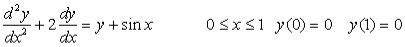 d²y/dx² + 2 dy/dx = y + sin x    0 ≤ x ≤ 1  y(0) = 0  y(1) = 0